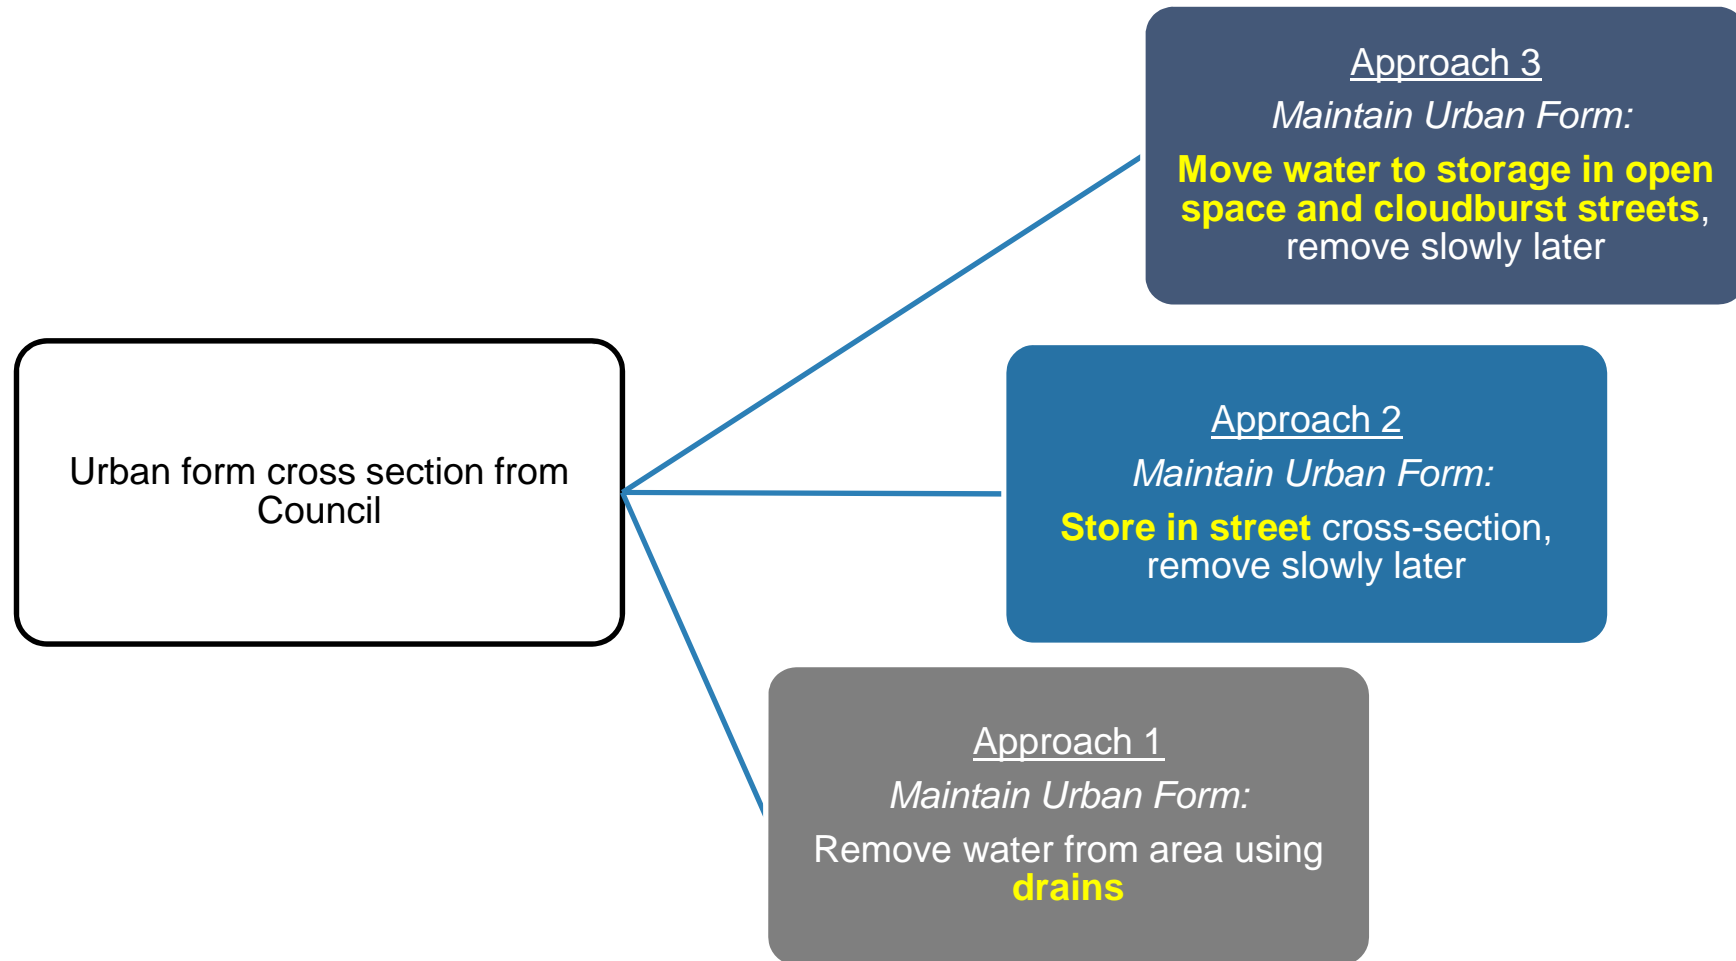 Approach 3
Maintain Urban Form:
Move water to storage in open
space and cloudburst streets,
remove slowly later
Urban form cross section from
Council
Approach 2
Maintain Urban Form:
Store in street cross-section,
remove slowly later
Approach 1
Maintain Urban Form:
Remove water from area using
drains